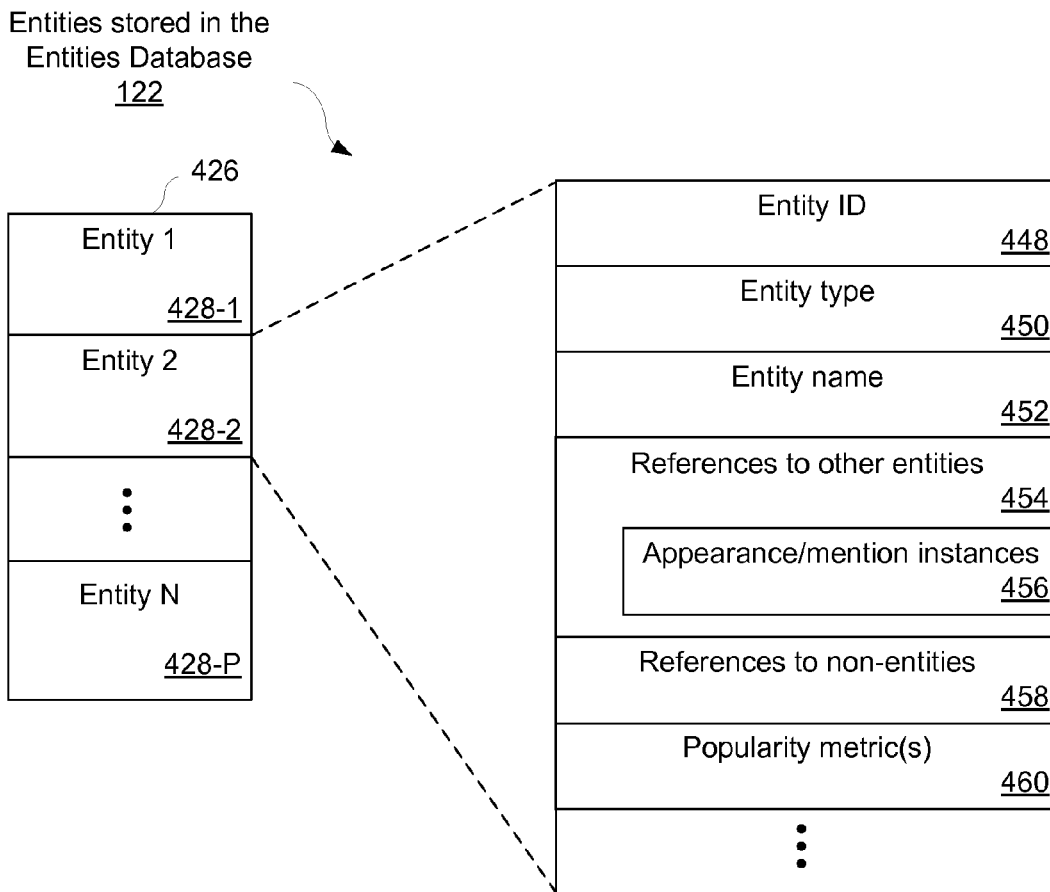 Entities stored in the
Entities Database
122
426
Entity 1
428-1
Entity 2
428-2
Entity N
428-P
Entity ID
448
Entity type
450
Entity name
452
References to other entities
454
Appearance/mention instances
456
References to non-entities
458
Popularity metric(s)
460